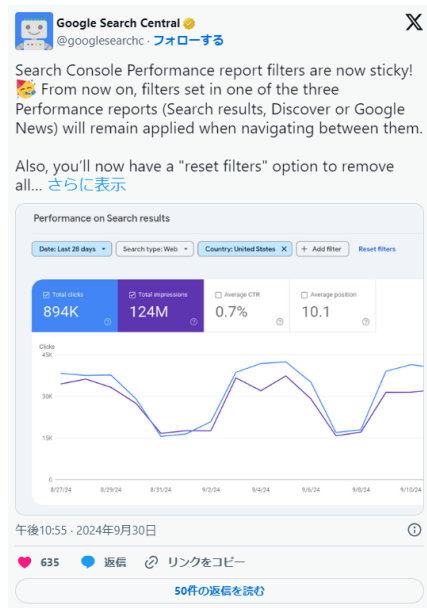 Google Search Central
@googlesearchc · フォローする
Search Console Performance report filters are now sticky!
🥳 From now on, filters set in one of the three
Performance reports (Search results, Discover or Google
News) will remain applied when navigating between them.
Also, you'll now have a "reset filters" option to remove
all... さらに表示
Performance on Search results
Date: Last 28 days
Search type: Web
Country: United States ✕
+ Add filter
Reset filters
Total clicks
894K
Total impressions
124M
Average CTR
0.7%
Average position
10.1
Clicks
45K
30K
15K
0
8/27/24 8/29/24 8/31/24 9/2/24 9/4/24 9/6/24 9/8/24 9/10/24
午後10:55 · 2024年9月30日
635 返信 リンクをコピー
50件の返信を読む